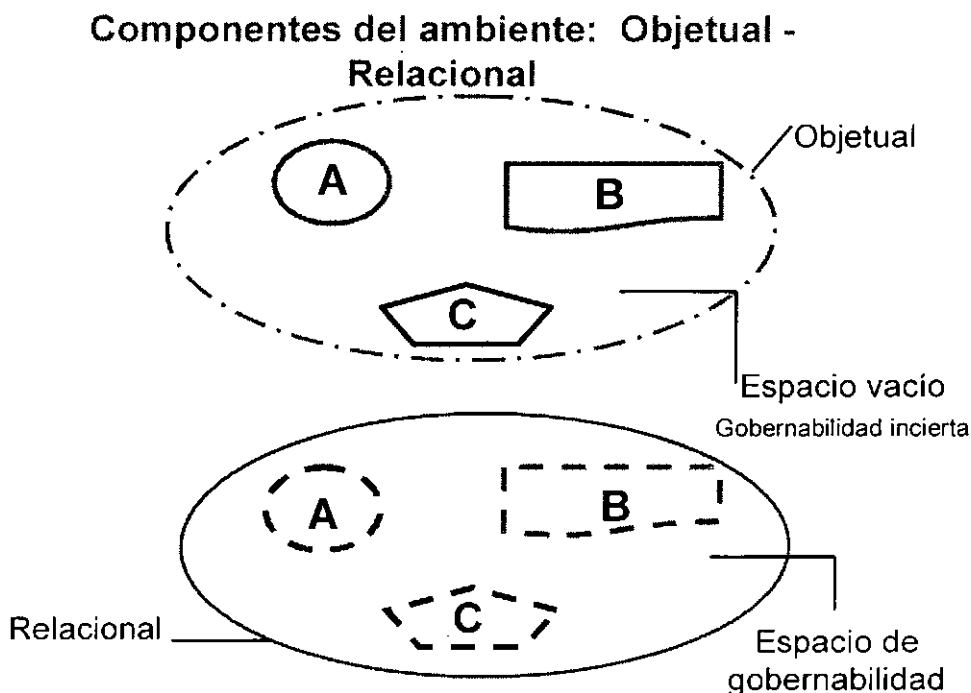 Componentes del ambiente: Objetual -
Relacional
Objetual
A
B
C
Espacio vacío
Gobernabilidad incierta
A
B
C
Relacional
Espacio de
gobernabilidad